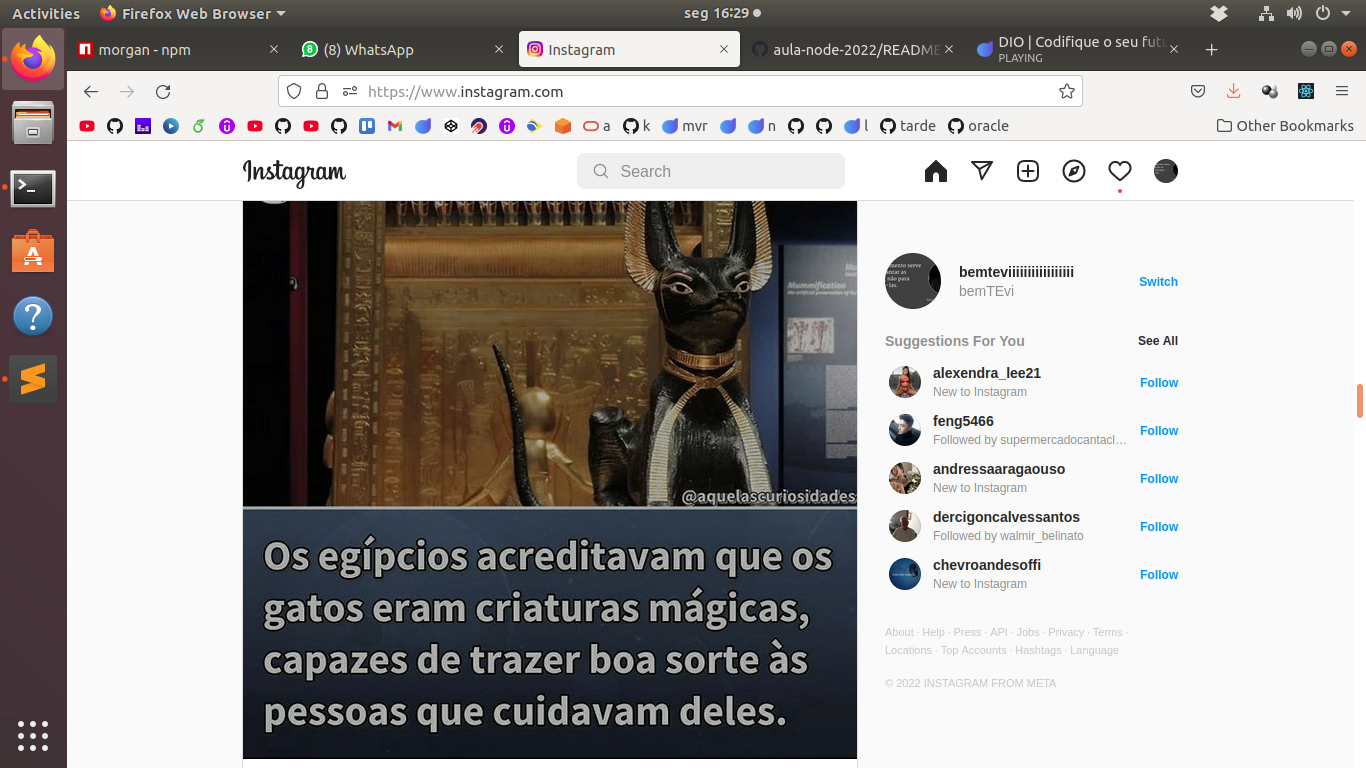 Activities
Firefox Web Browser
seg 16:29
morgan - npm
(8) WhatsApp
Instagram
aula-node-2022/README
DIO | Codifique o seu fut
PLAYING
https://www.instagram.com
a
k
mvr
n
l
tarde
oracle
Other Bookmarks
Instagram
Search
Mummification
@aquelascuriosidades
Os egípcios acreditavam que os
gatos eram criaturas mágicas,
capazes de trazer boa sorte às
pessoas que cuidavam deles.
bemteviiiiiiiiiiiiiiiii
bemTEvi
Switch
Suggestions For You
See All
alexendra_lee21
New to Instagram
Follow
feng5466
Followed by supermercadocantacl…
Follow
andressaaragaouso
New to Instagram
Follow
dercigoncalvessantos
Followed by walmir_belinato
Follow
chevroandesoffi
New to Instagram
Follow
About · Help · Press · API · Jobs · Privacy · Terms ·
Locations · Top Accounts · Hashtags · Language
© 2022 INSTAGRAM FROM META